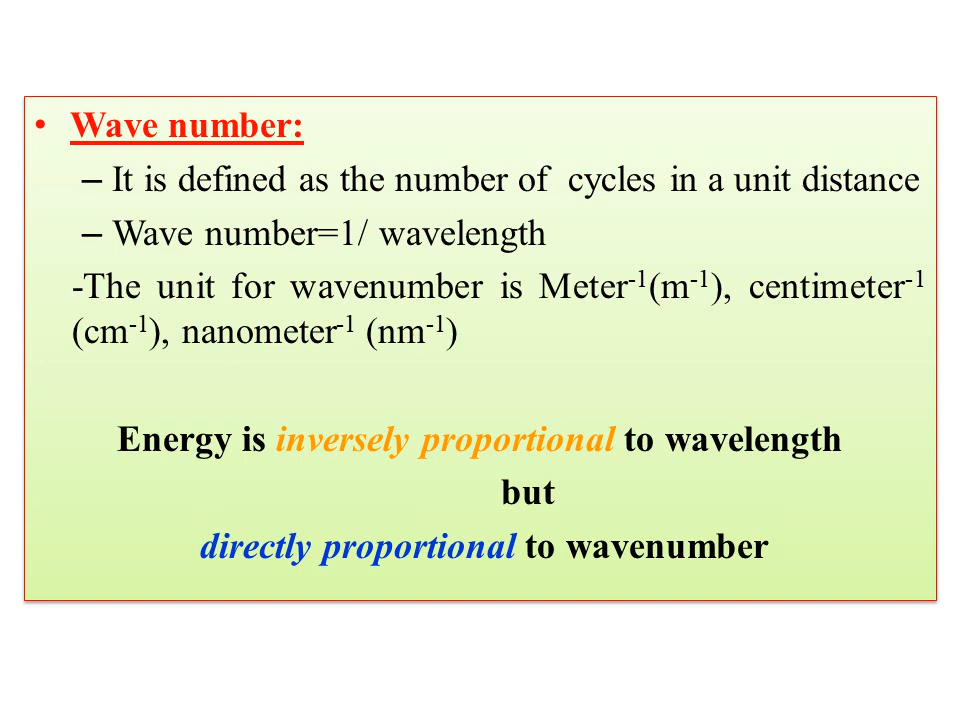 • Wave number:
– It is defined as the number of cycles in a unit distance
– Wave number=1/ wavelength
-The unit for wavenumber is Meter⁻¹(m⁻¹), centimeter⁻¹
(cm⁻¹), nanometer⁻¹ (nm⁻¹)
Energy is inversely proportional to wavelength
but
directly proportional to wavenumber